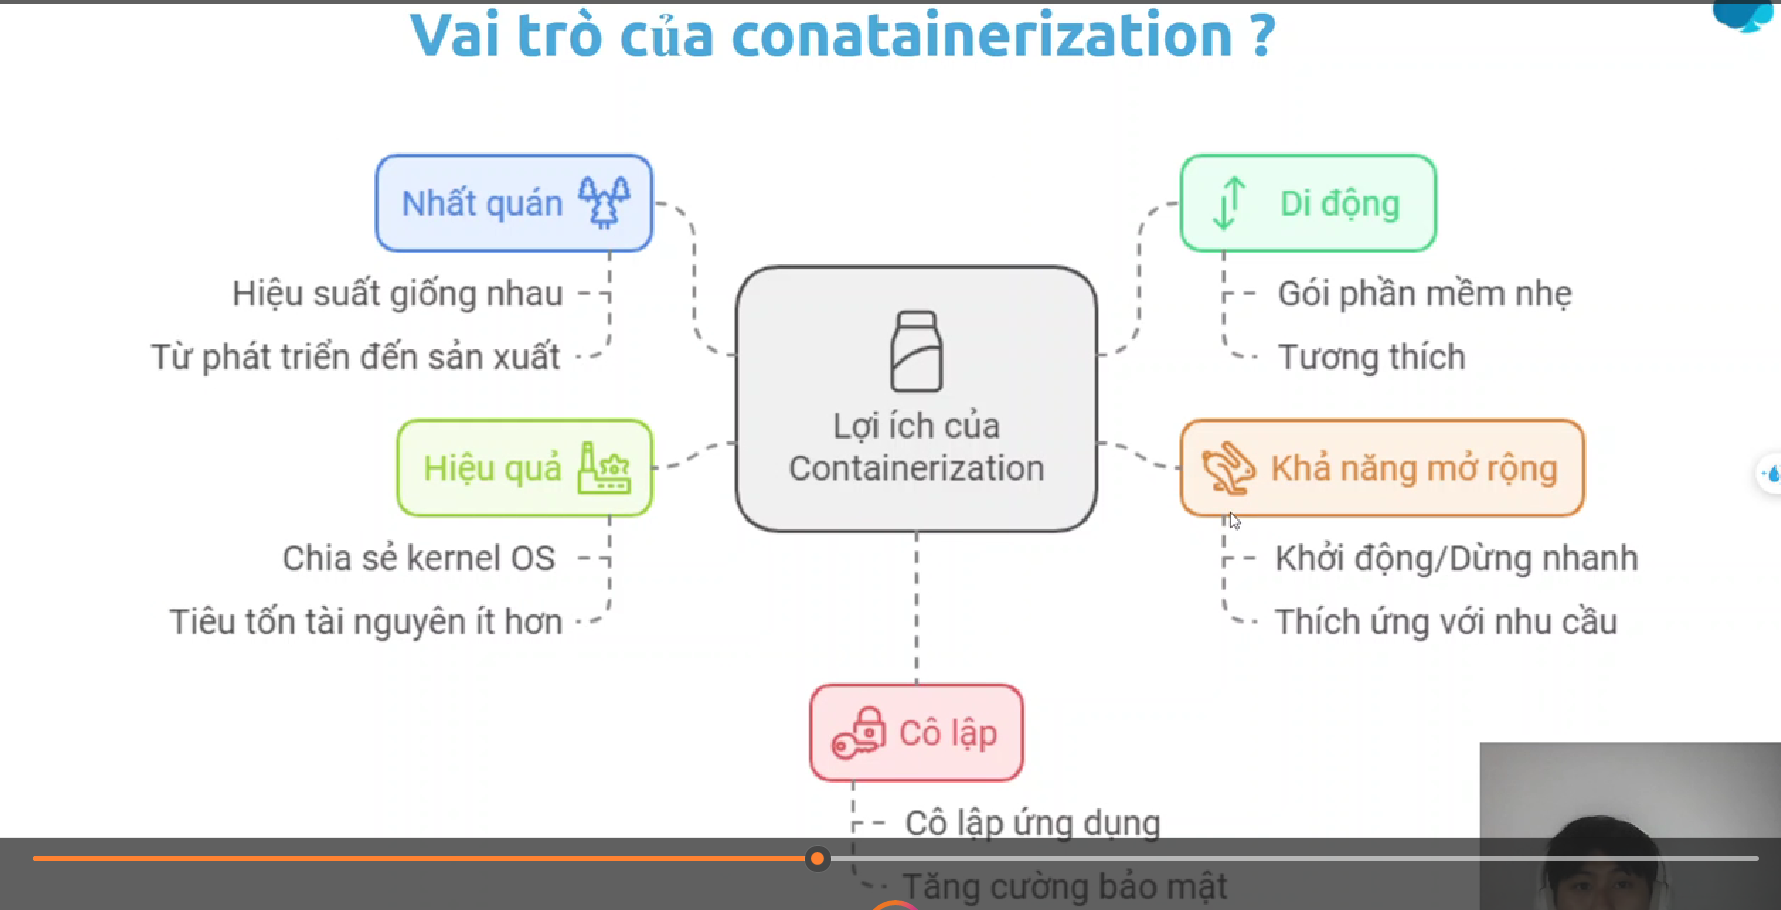 Vai trò của conatainerization ?
Nhất quán
Hiệu suất giống nhau
Từ phát triển đến sản xuất
Hiệu quả
Chia sẻ kernel OS
Tiêu tốn tài nguyên ít hơn
Lợi ích của
Containerization
Di động
Gói phần mềm nhẹ
Tương thích
Khả năng mở rộng
Khởi động/Dừng nhanh
Thích ứng với nhu cầu
Cô lập
Cô lập ứng dụng
Tăng cường bảo mật